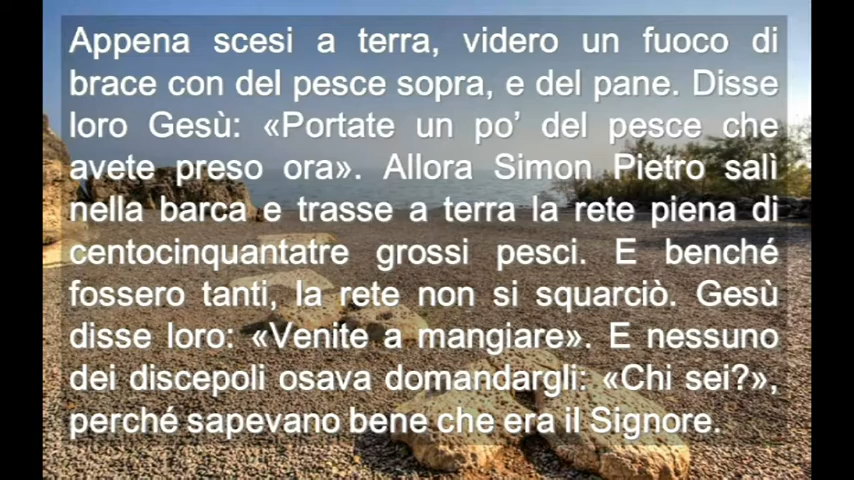 Appena scesi a terra, videro un fuoco di
brace con del pesce sopra, e del pane. Disse
loro Gesù: «Portate un po’ del pesce che
avete preso ora». Allora Simon Pietro salì
nella barca e trasse a terra la rete piena di
centocinquantatre grossi pesci. E benché
fossero tanti, la rete non si squarciò. Gesù
disse loro: «Venite a mangiare». E nessuno
dei discepoli osava domandargli: «Chi sei?»,
perché sapevano bene che era il Signore.